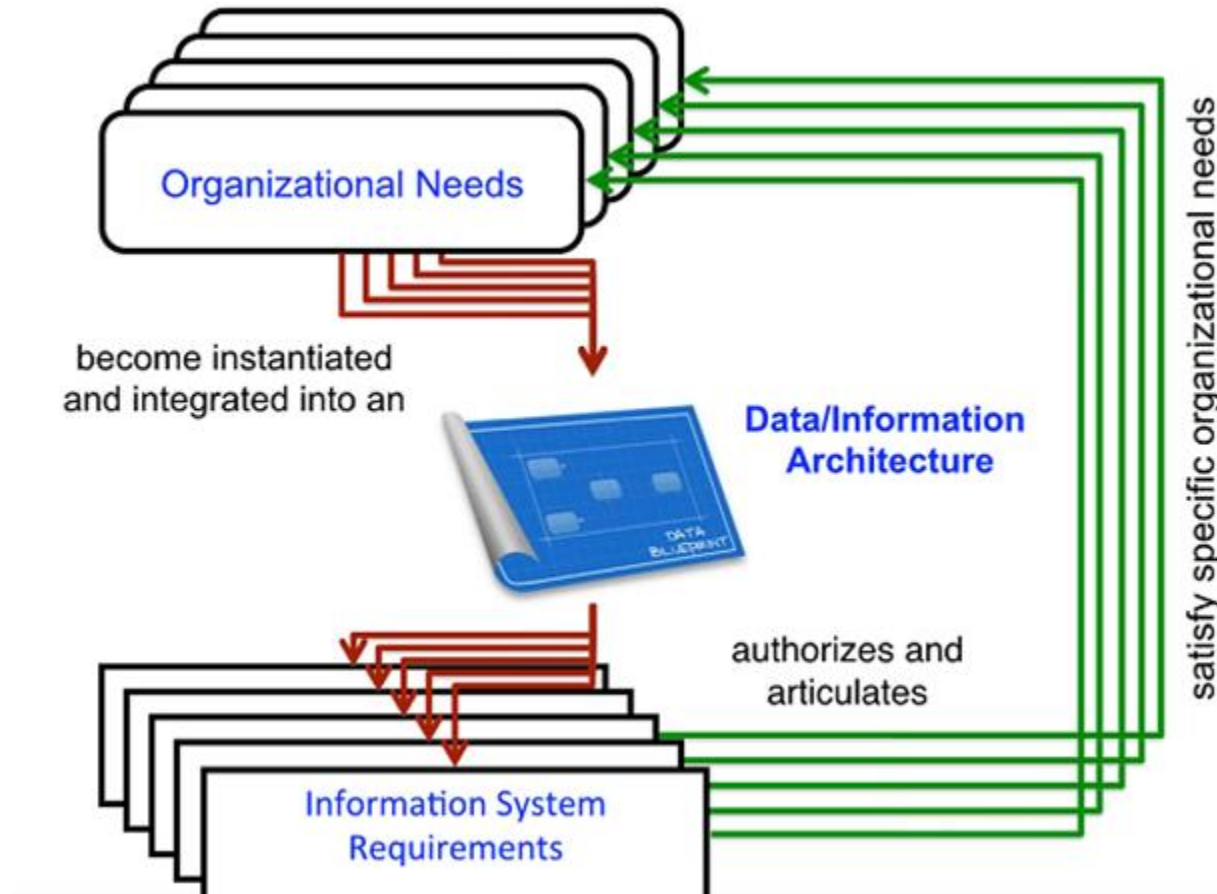 Organizational Needs
become instantiated
and integrated into an
Data/Information
Architecture
DATA
BLUEPRINT
authorizes and
articulates
Information System
Requirements
satisfy specific organizational needs